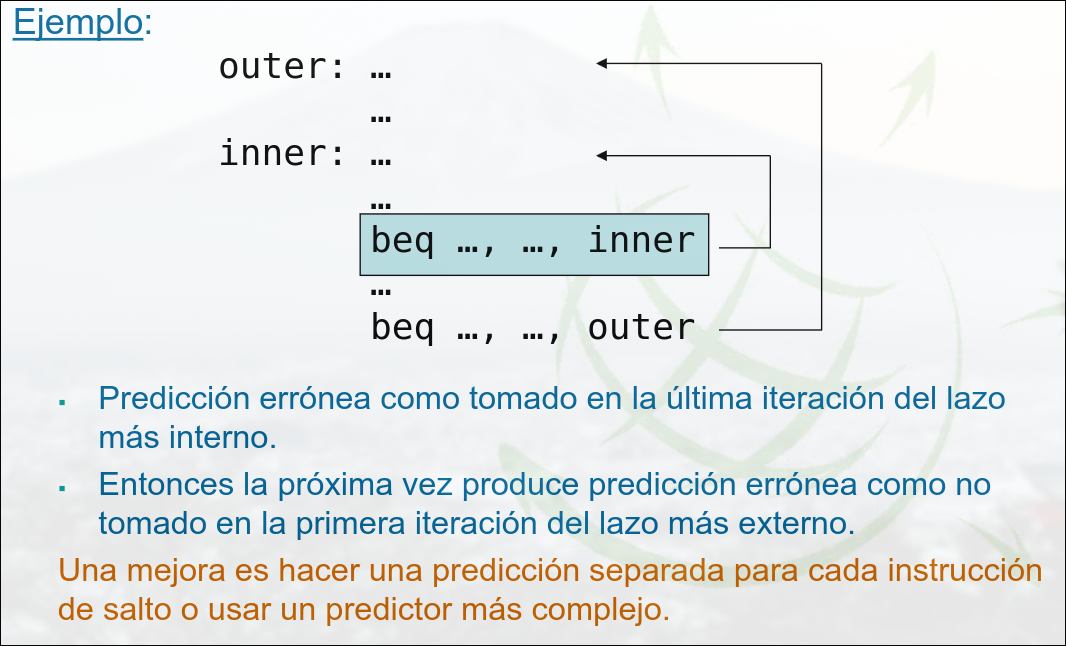 Ejemplo:
outer: …
…
inner: …
…
beq …, …, inner
…
beq …, …, outer
▪ Predicción errónea como tomado en la última iteración del lazo
más interno.
▪ Entonces la próxima vez produce predicción errónea como no
tomado en la primera iteración del lazo más externo.
Una mejora es hacer una predicción separada para cada instrucción
de salto o usar un predictor más complejo.